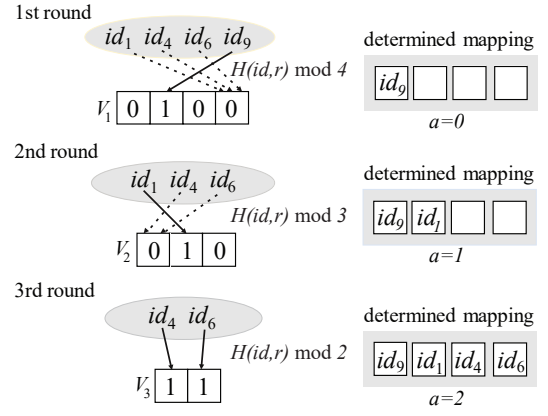 1st round
id1 id4 id6 id9
H(id,r) mod 4
V1 0 1 0 0
determined mapping
id9
a=0
2nd round
id1 id4 id6
H(id,r) mod 3
V2 0 1 0
determined mapping
id9 id1
a=1
3rd round
id4 id6
H(id,r) mod 2
V3 1 1
determined mapping
id9 id1 id4 id6
a=2